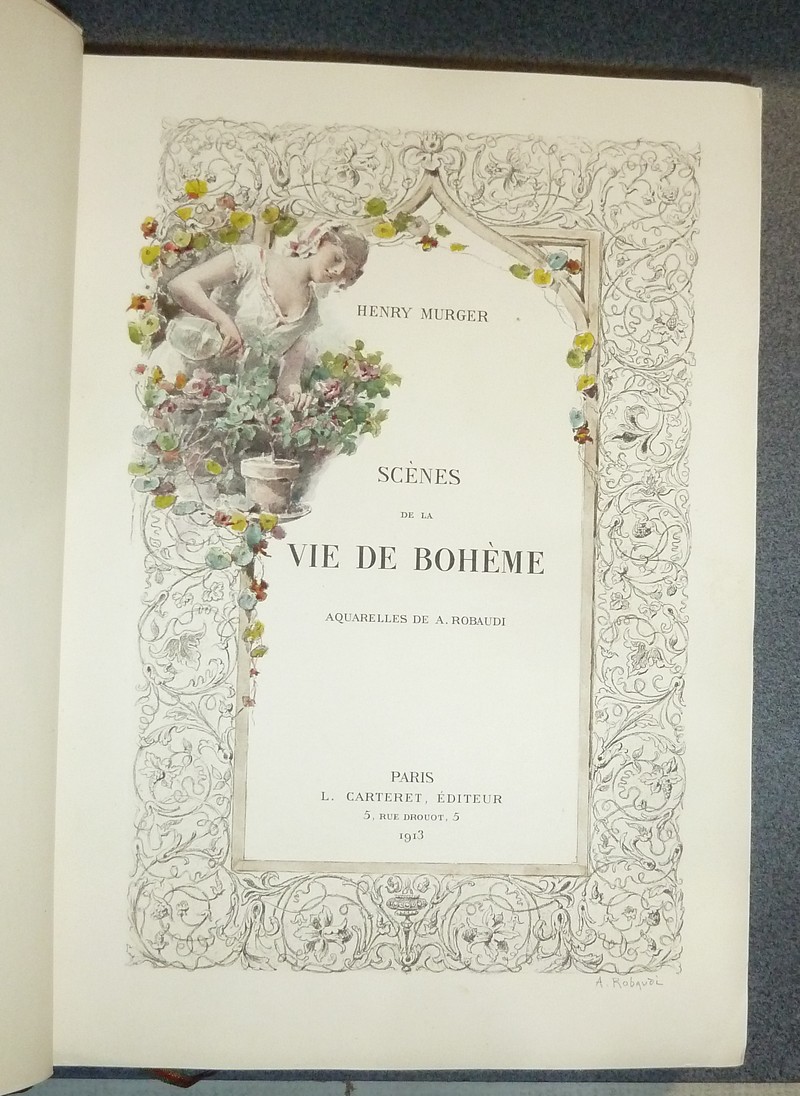 HENRY MURGER
SCÈNES
DE LA
VIE DE BOHÈME
AQUARELLES DE A. ROBAUDI
PARIS
L. CARTERET, ÉDITEUR
5, RUE DROUOT, 5
1913
A. Robaudi